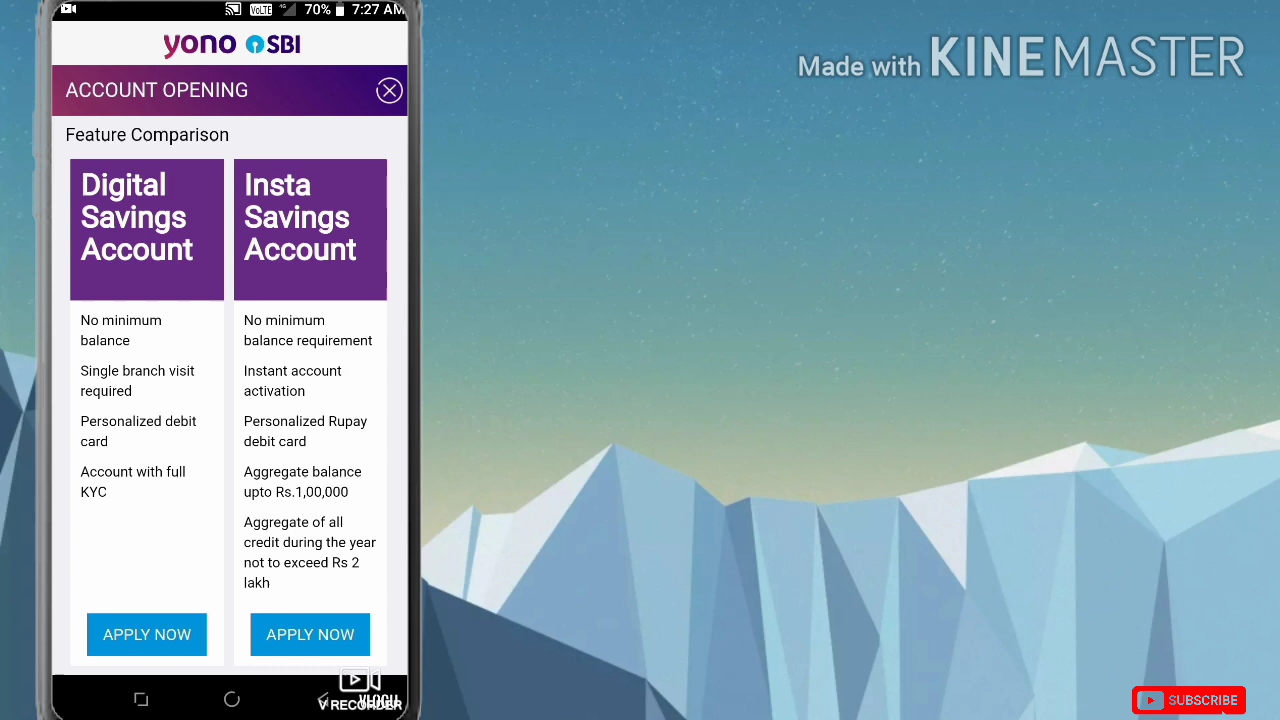 VoLTE 4G 70% 7:27 AM
yono SBI
ACCOUNT OPENING
Feature Comparison
Digital
Savings
Account
No minimum
balance
Single branch visit
required
Personalized debit
card
Account with full
KYC
APPLY NOW
Insta
Savings
Account
No minimum
balance requirement
Instant account
activation
Personalized Rupay
debit card
Aggregate balance
upto Rs.1,00,000
Aggregate of all
credit during the year
not to exceed Rs 2
lakh
APPLY NOW
V RECORDER
Made with KINEMASTER
SUBSCRIBE